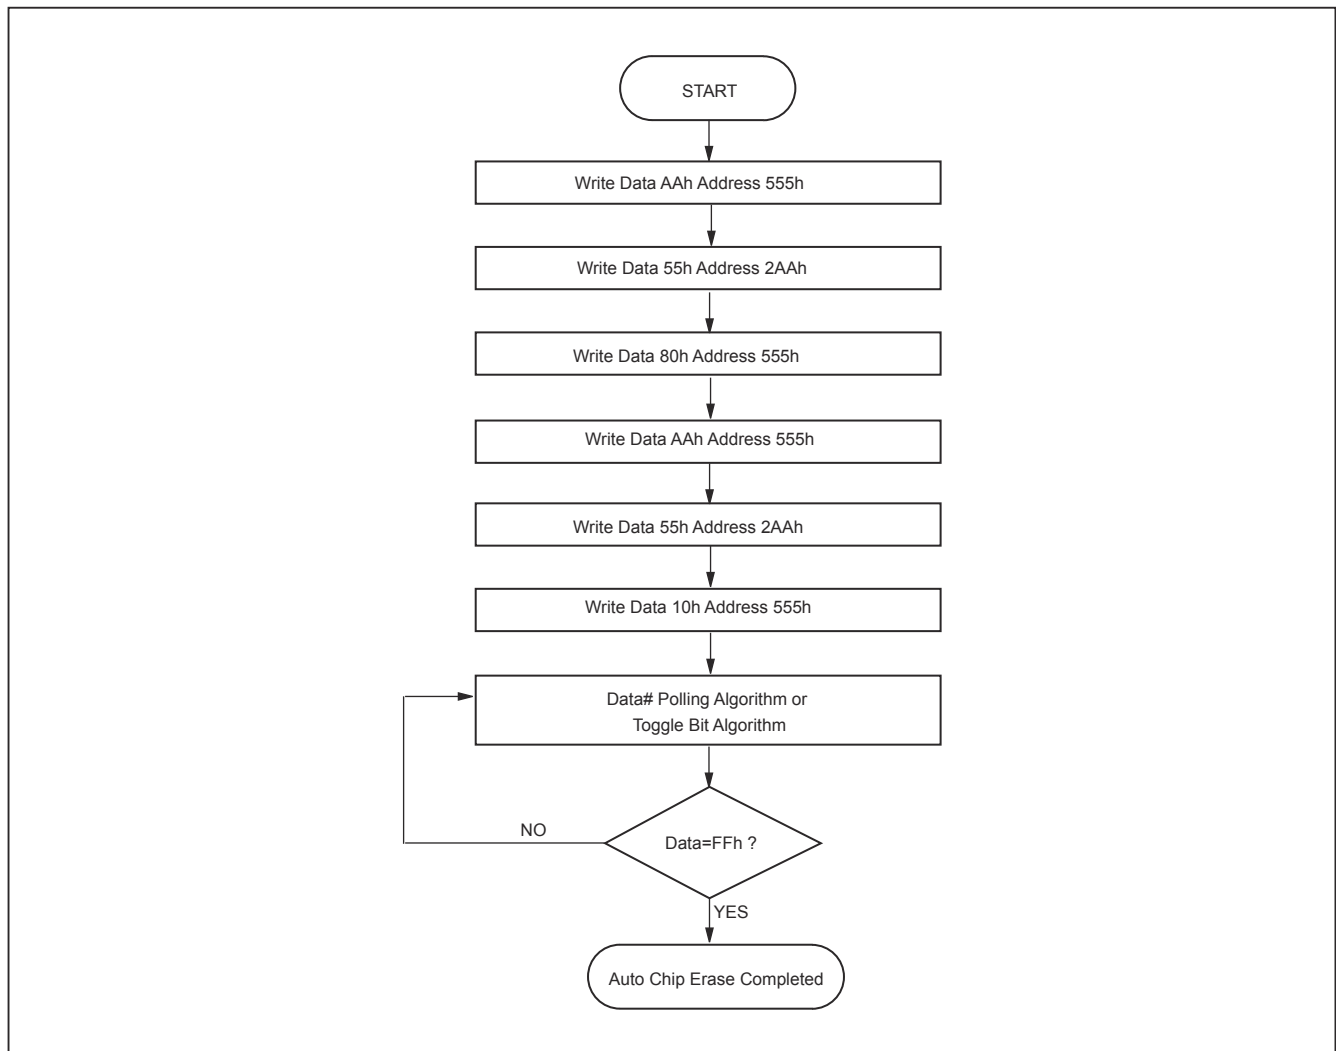 START
Write Data AAh Address 555h
Write Data 55h Address 2AAh
Write Data 80h Address 555h
Write Data AAh Address 555h
Write Data 55h Address 2AAh
Write Data 10h Address 555h
Data# Polling Algorithm or
Toggle Bit Algorithm
NO
Data=FFh ?
YES
Auto Chip Erase Completed